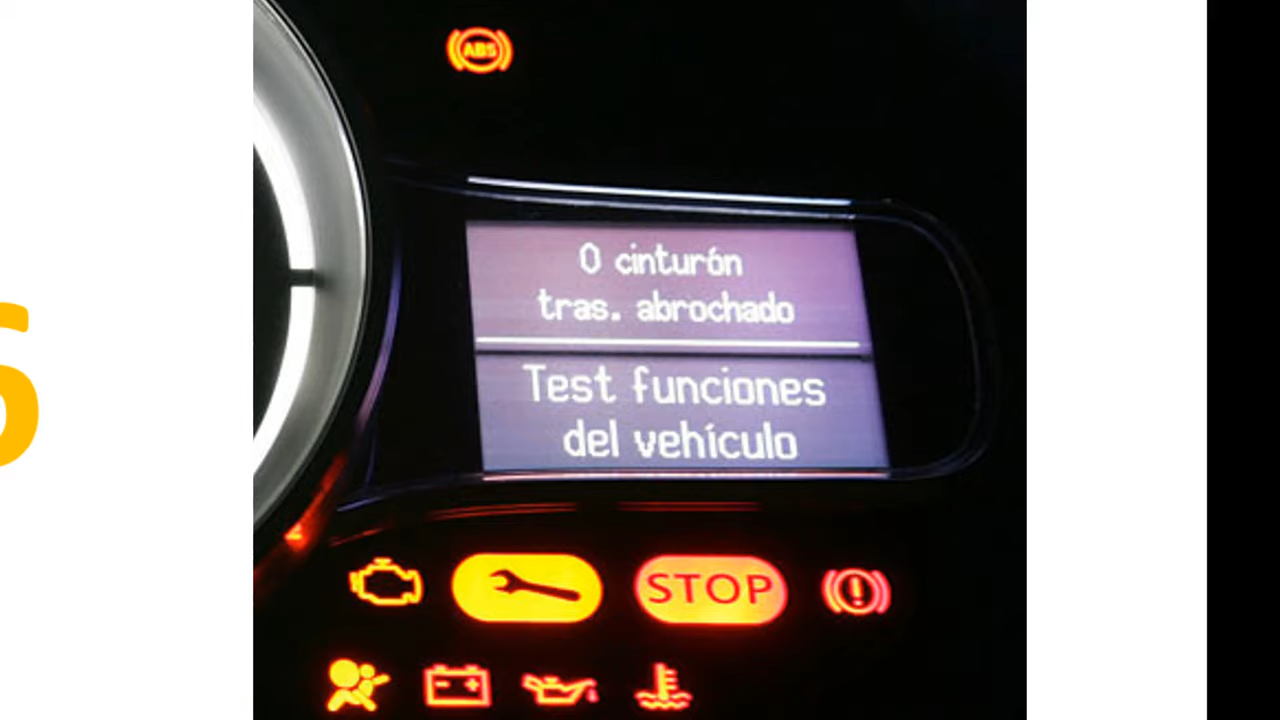 ABS
0 cinturón
tras. abrochado
Test funciones
del vehículo
STOP